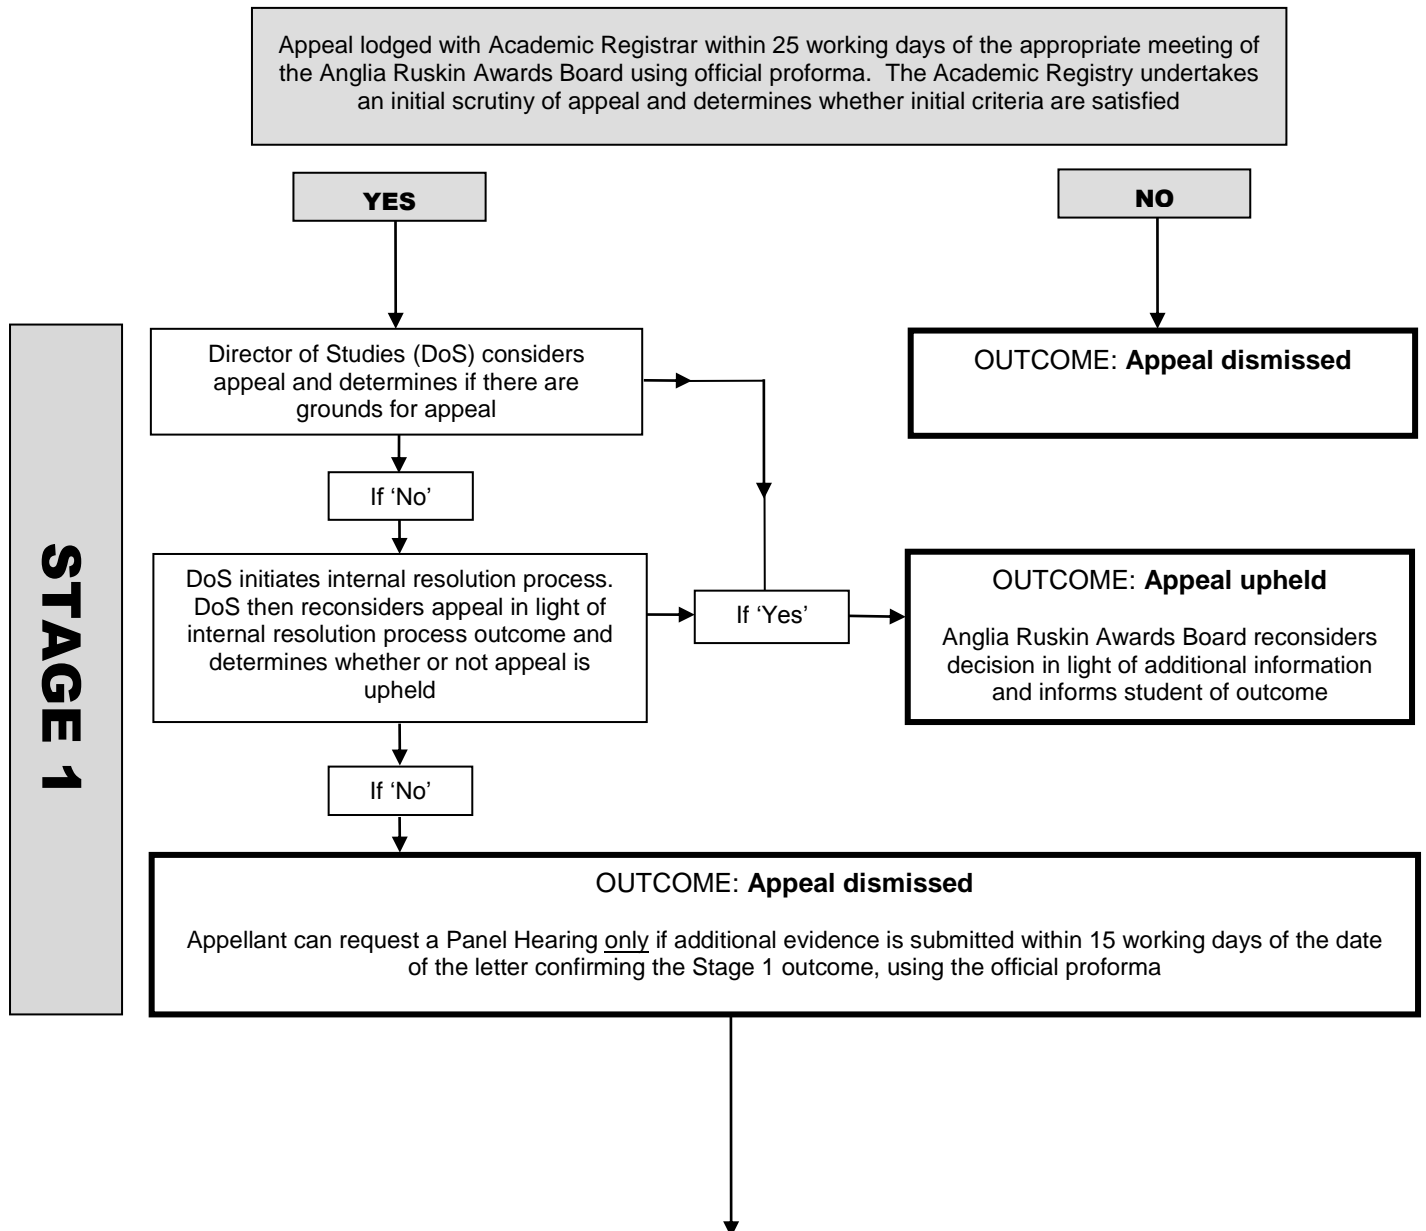 Appeal lodged with Academic Registrar within 25 working days of the appropriate meeting of
the Anglia Ruskin Awards Board using official proforma.  The Academic Registry undertakes
an initial scrutiny of appeal and determines whether initial criteria are satisfied
YES
NO
STAGE 1
Director of Studies (DoS) considers
appeal and determines if there are
grounds for appeal
OUTCOME: Appeal dismissed
If ‘No’
DoS initiates internal resolution process.
DoS then reconsiders appeal in light of
internal resolution process outcome and
determines whether or not appeal is
upheld
If ‘Yes’
OUTCOME: Appeal upheld
Anglia Ruskin Awards Board reconsiders
decision in light of additional information
and informs student of outcome
If ‘No’
OUTCOME: Appeal dismissed
Appellant can request a Panel Hearing only if additional evidence is submitted within 15 working days of the date
of the letter confirming the Stage 1 outcome, using the official proforma